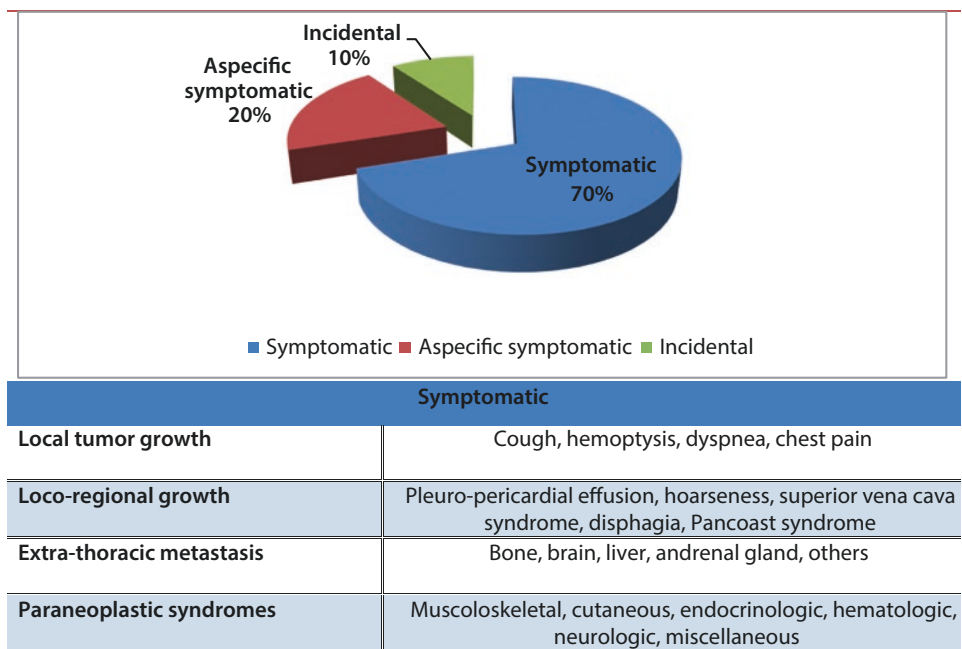 Incidental
10%
Aspecific
symptomatic
20%
Symptomatic
70%
Symptomatic Aspecific symptomatic Incidental
Symptomatic
Local tumor growth
Cough, hemoptysis, dyspnea, chest pain
Loco-regional growth
Pleuro-pericardial effusion, hoarseness, superior vena cava
syndrome, disphagia, Pancoast syndrome
Extra-thoracic metastasis
Bone, brain, liver, andrenal gland, others
Paraneoplastic syndromes
Muscoloskeletal, cutaneous, endocrinologic, hematologic,
neurologic, miscellaneous